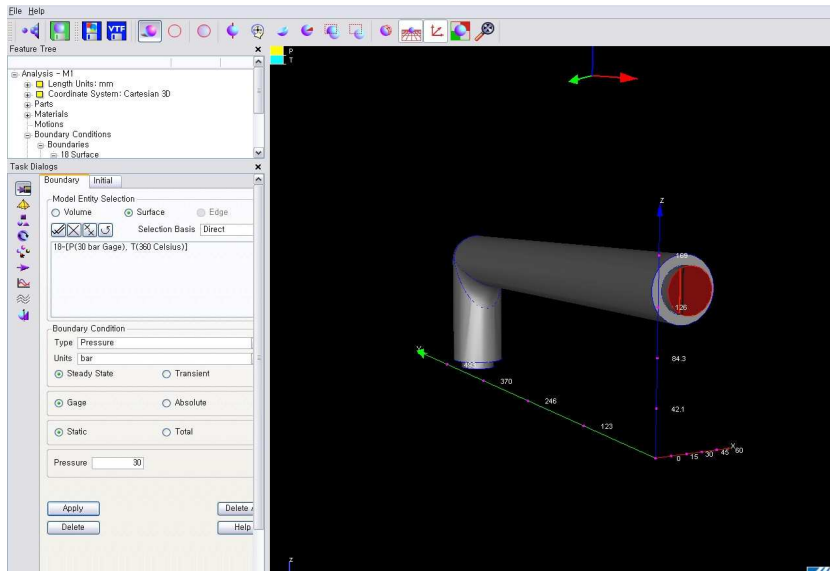 File Help
VTF
Feature Tree
Analysis - M1
Length Units: mm
Coordinate System: Cartesian 3D
Parts
Materials
Motions
Boundary Conditions
Boundaries
18 Surface
Task Dialogs
Boundary Initial
Model Entity Selection
Volume Surface Edge
Selection Basis Direct
18-[P(30 bar Gage), T(360 Celsius)]
Boundary Condition
Type Pressure
Units bar
Steady State Transient
Gage Absolute
Static Total
Pressure 30
Apply Delete
Delete Help
P
T
Z
169
126
84.3
42.1
Y
493
370
246
123
X
0 15 30 45 60
z